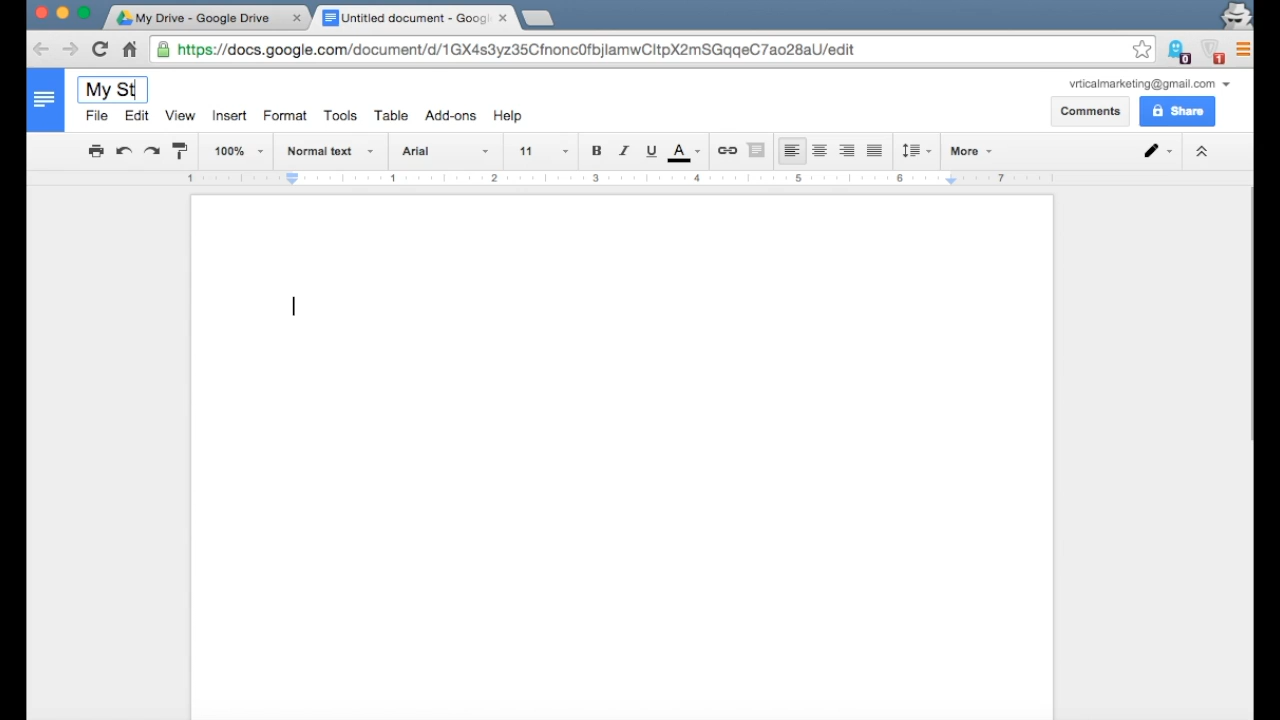 My Drive - Google Drive
Untitled document - Googl
https://docs.google.com/document/d/1GX4s3yz35Cfnonc0fbjlamwCltpX2mSGqqeC7ao28aU/edit
0
1
My St
vrticalmarketing@gmail.com
File Edit View Insert Format Tools Table Add-ons Help
Comments
Share
100% Normal text Arial 11 B I U A More
1 1 2 3 4 5 6 7